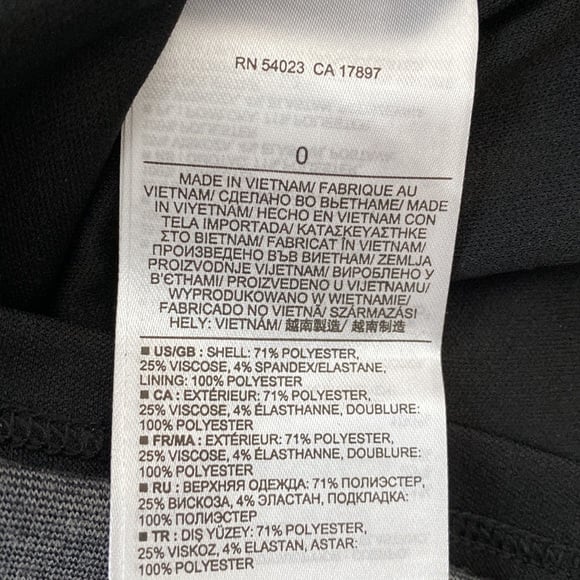 RN 54023 CA 17897
0
MADE IN VIETNAM/ FABRIQUE AU
VIETNAM/ СДЕЛАНО ВО ВЬЕТНАМЕ/ MADE
IN VIYETNÁM/ HECHO EN VIETNAM CON
TELA IMPORTADA/ ΚΑΤΑΣΚΕΥΑΣΤΗΚΕ
ΣΤΟ ΒΙΕΤΝΑΜ/ FABRICAT ÎN VIETNAM/
ПРОИЗВЕДЕНО ВЪВ ВИЕТНАМ/ ZEMLJA
PROIZVODNJE VIJETNAM/ ВИРОБЛЕНО У
В'ЄТНАМІ/ PROIZVEDENO U VIJETNAMU/
WYPRODUKOWANO W WIETNAMIE/
FABRICADO NO VIETNÃ/ SZÁRMAZÁSI
HELY: VIETNÁM/ 越南製造/ 越南制造
■ US/GB : SHELL: 71% POLYESTER,
25% VISCOSE, 4% SPANDEX/ELASTANE,
LINING: 100% POLYESTER
■ CA : EXTÉRIEUR: 71% POLYESTER,
25% VISCOSE, 4% ÉLASTHANNE, DOUBLURE:
100% POLYESTER
■ FR/MA : EXTÉRIEUR: 71% POLYESTER,
25% VISCOSE, 4% ÉLASTHANNE, DOUBLURE:
100% POLYESTER
■ RU : ВЕРХНЯЯ ОДЕЖДА: 71% ПОЛИЭСТЕР,
25% ВИСКОЗА, 4% ЭЛАСТАН, ПОДКЛАДКА:
100% ПОЛИЭСТЕР
■ TR : DIŞ YÜZEY: 71% POLYESTER,
25% VİSKOZ, 4% ELASTAN, ASTAR:
100% POLYESTER